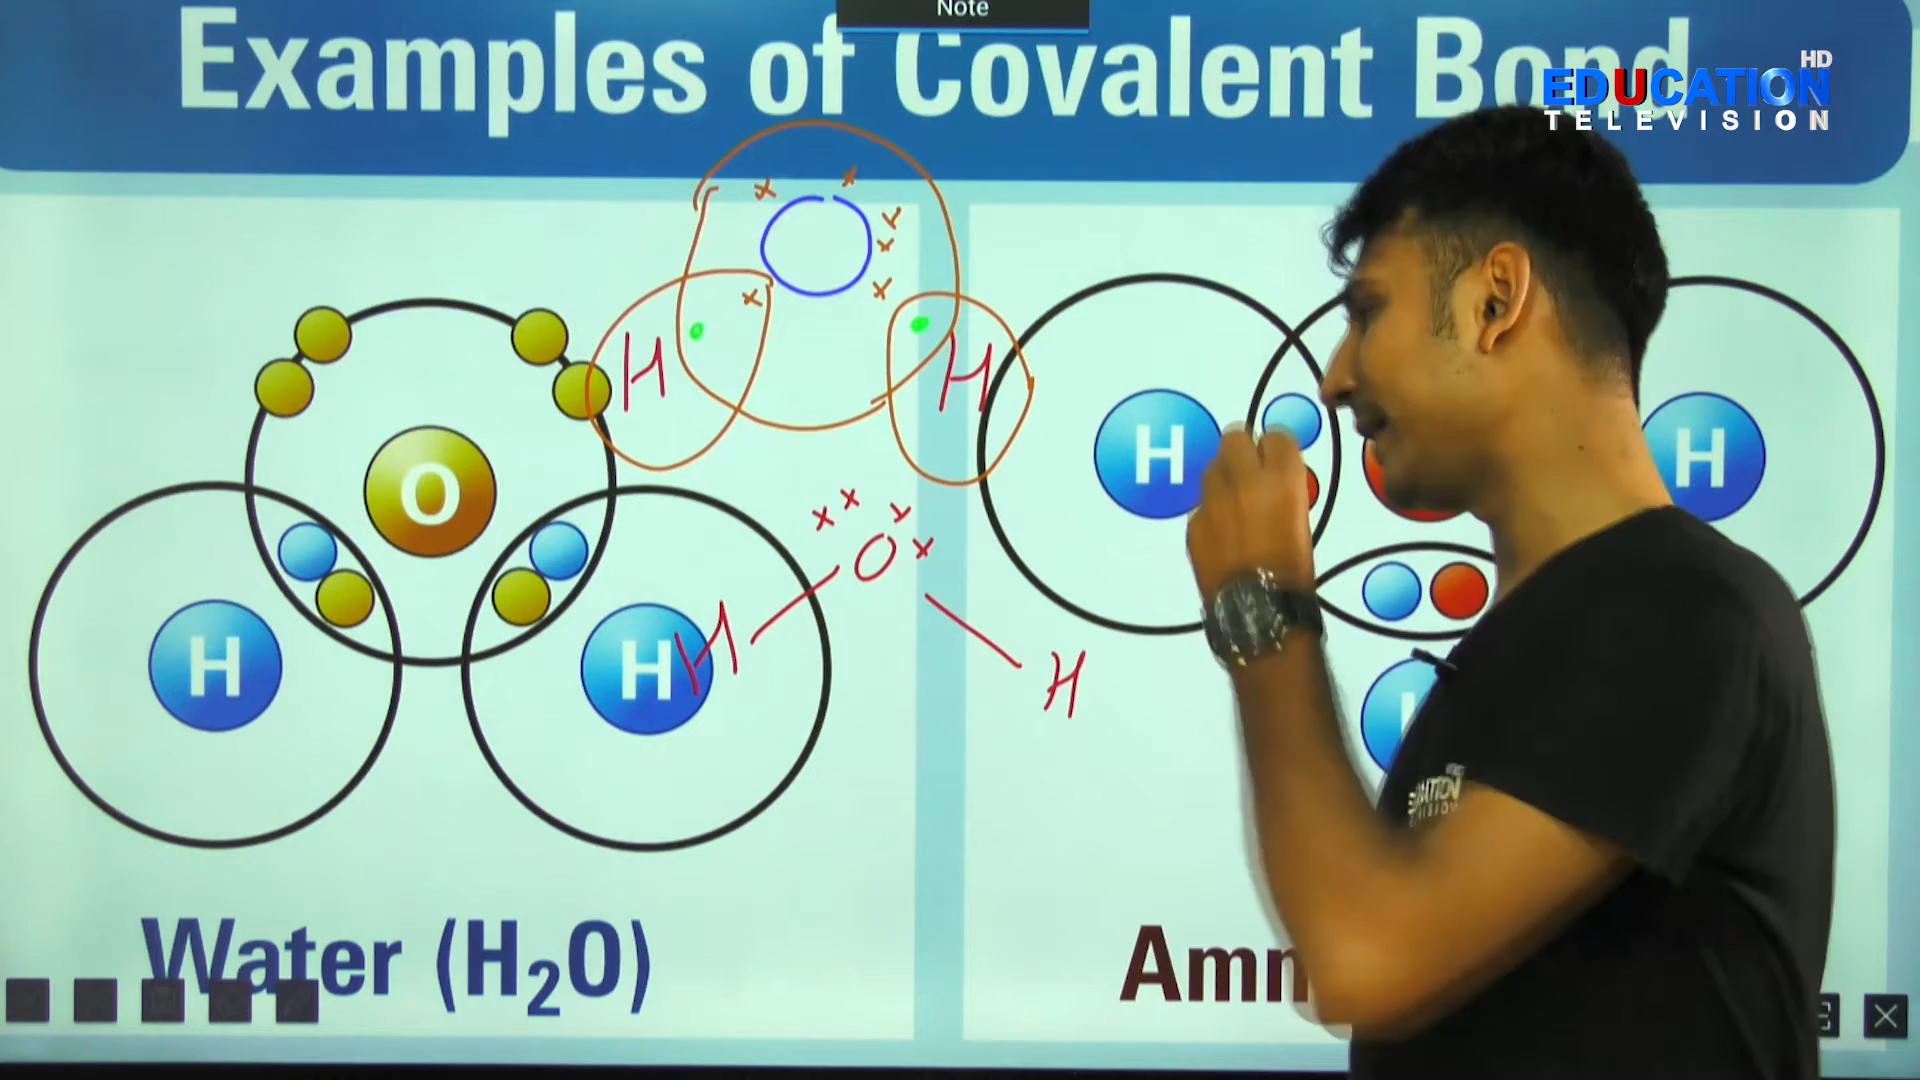 Note
Examples of Covalent Bond
HD
EDUCATION
TELEVISION
x x
x
x
x x
H H
H H
O
x x x x
O
H H H H
Water (H₂O)
Amm